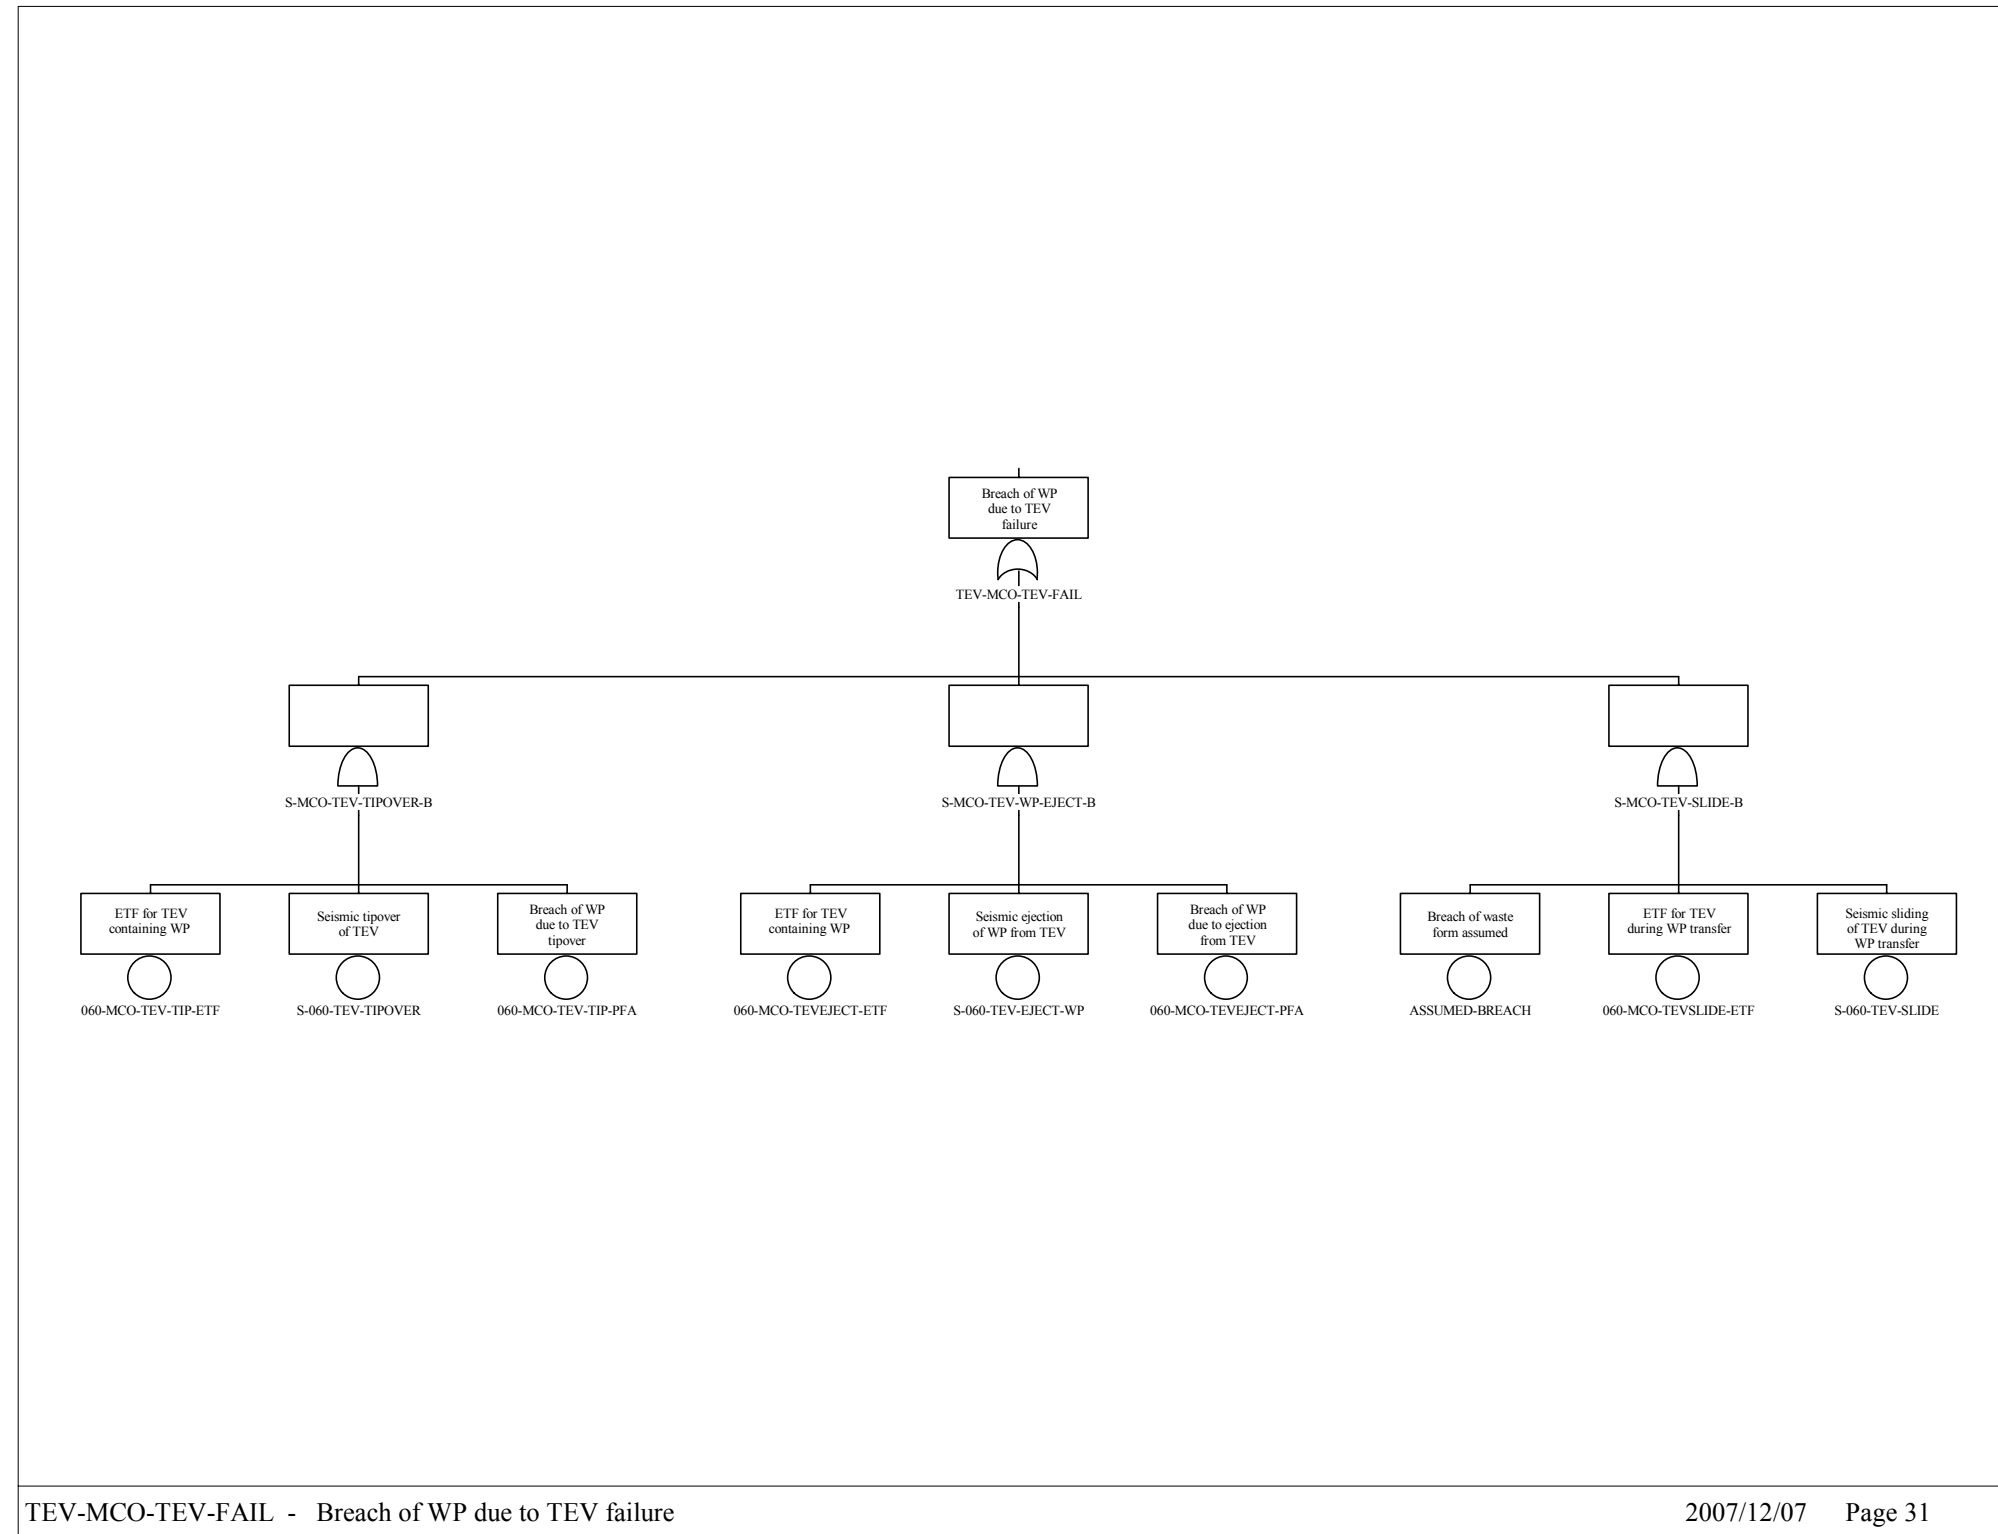 Breach of WP
due to TEV
failure
TEV-MCO-TEV-FAIL
S-MCO-TEV-TIPOVER-B
S-MCO-TEV-WP-EJECT-B
S-MCO-TEV-SLIDE-B
ETF for TEV
containing WP
060-MCO-TEV-TIP-ETF
Seismic tipover
of TEV
S-060-TEV-TIPOVER
Breach of WP
due to TEV
tipover
060-MCO-TEV-TIP-PFA
ETF for TEV
containing WP
060-MCO-TEVEJECT-ETF
Seismic ejection
of WP from TEV
S-060-TEV-EJECT-WP
Breach of WP
due to ejection
from TEV
060-MCO-TEVEJECT-PFA
Breach of waste
form assumed
ASSUMED-BREACH
ETF for TEV
during WP transfer
060-MCO-TEVSLIDE-ETF
Seismic sliding
of TEV during
WP transfer
S-060-TEV-SLIDE
TEV-MCO-TEV-FAIL - Breach of WP due to TEV failure
2007/12/07 Page 31